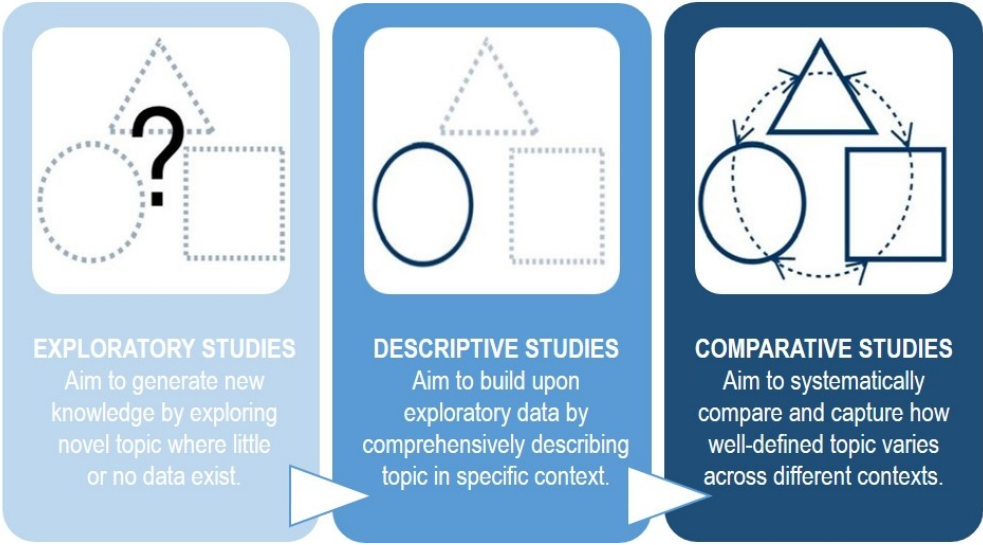 ?
EXPLORATORY STUDIES
Aim to generate new
knowledge by exploring
novel topic where little
or no data exist.
DESCRIPTIVE STUDIES
Aim to build upon
exploratory data by
comprehensively describing
topic in specific context.
COMPARATIVE STUDIES
Aim to systematically
compare and capture how
well-defined topic varies
across different contexts.